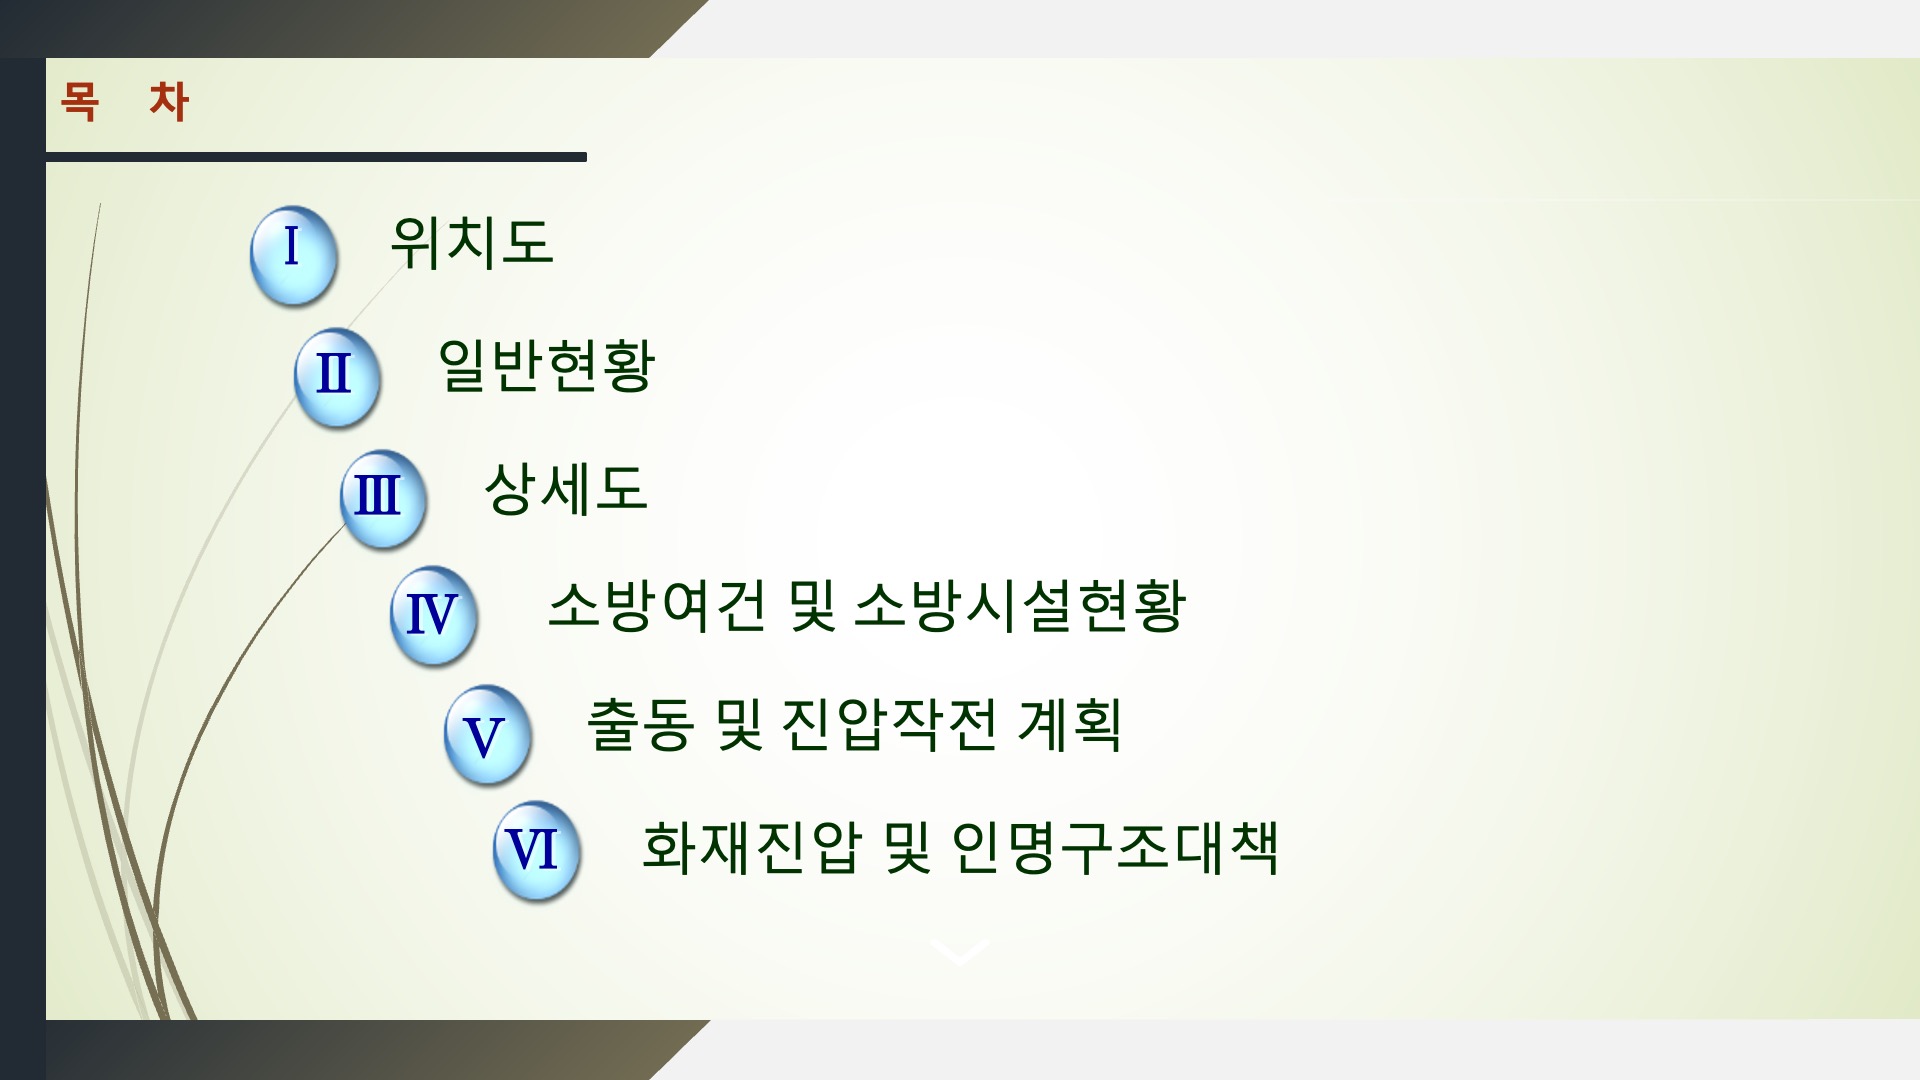 목 차
Ⅰ 위치도
Ⅱ 일반현황
Ⅲ 상세도
Ⅳ 소방여건 및 소방시설현황
Ⅴ 출동 및 진압작전 계획
Ⅵ 화재진압 및 인명구조대책